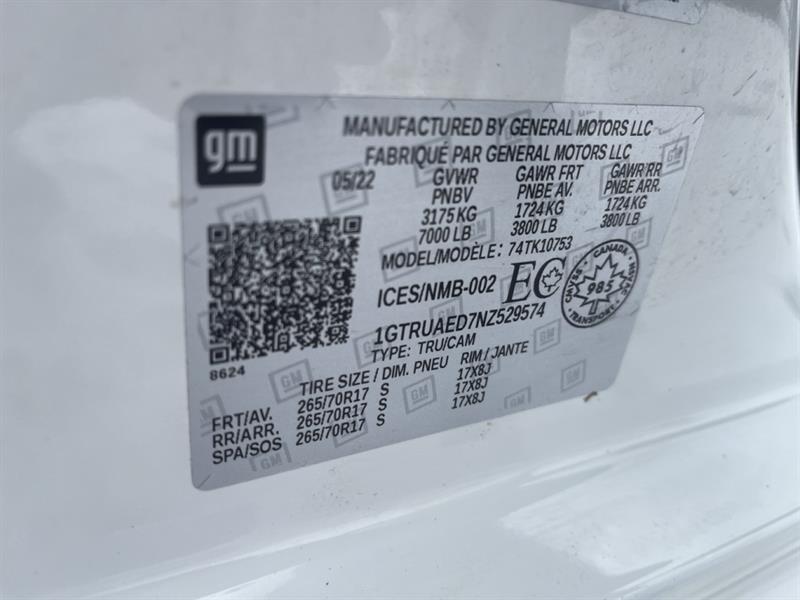 gm
MANUFACTURED BY GENERAL MOTORS LLC
FABRIQUÉ PAR GENERAL MOTORS LLC
05/22 GVWR GAWR FRT GAWR RR
PNBV PNBE AV. PNBE ARR.
3175 KG 1724 KG 1724 KG
7000 LB 3800 LB 3800 LB
MODEL/MODÈLE: 74TK10753
ICES/NMB-002 EC
CANADA
985
CMVSS NSVAC
1GTRUAED7NZ529574
TYPE: TRU/CAM
8624
TIRE SIZE / DIM. PNEU RIM / JANTE
FRT/AV. 265/70R17 S 17X8J
RR/ARR. 265/70R17 S 17X8J
SPA/SOS 265/70R17 S 17X8J